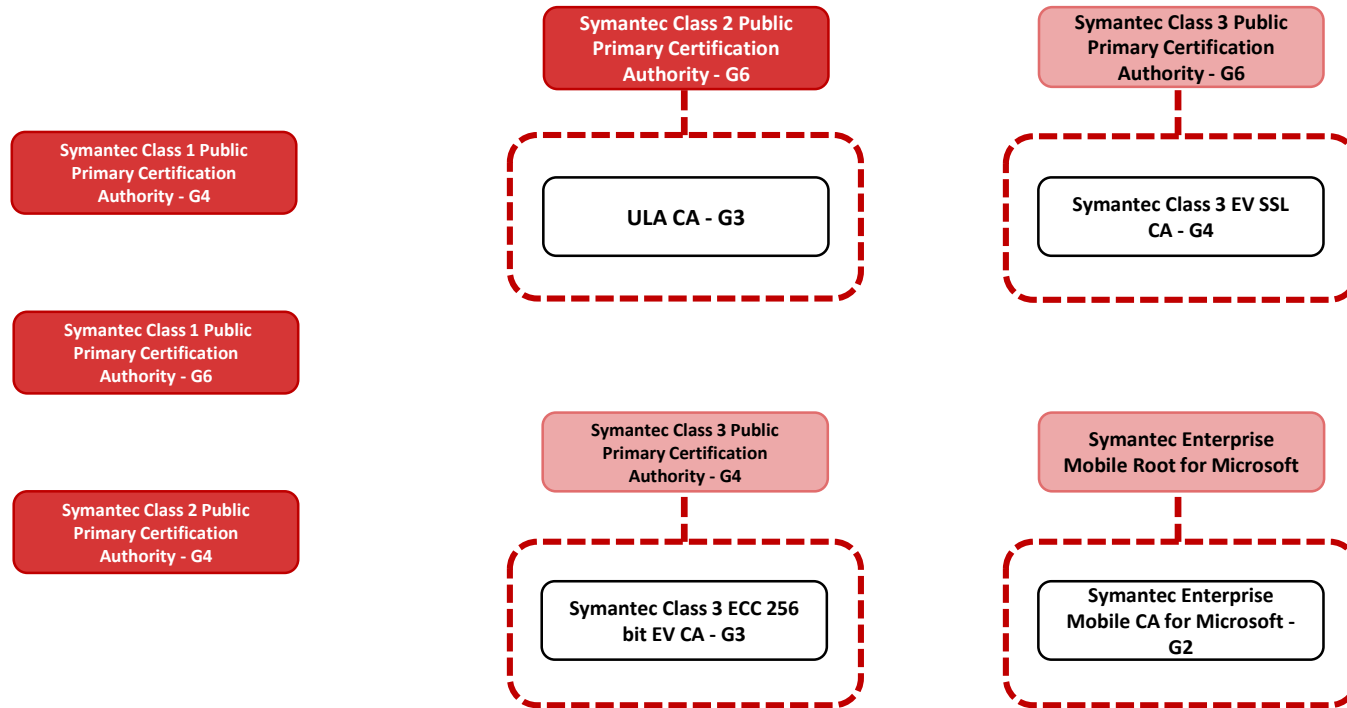 Symantec Class 2 Public
Primary Certification
Authority - G6
Symantec Class 3 Public
Primary Certification
Authority - G6
Symantec Class 1 Public
Primary Certification
Authority - G4
ULA CA - G3
Symantec Class 3 EV SSL
CA - G4
Symantec Class 1 Public
Primary Certification
Authority - G6
Symantec Class 3 Public
Primary Certification
Authority - G4
Symantec Enterprise
Mobile Root for Microsoft
Symantec Class 2 Public
Primary Certification
Authority - G4
Symantec Class 3 ECC 256
bit EV CA - G3
Symantec Enterprise
Mobile CA for Microsoft -
G2